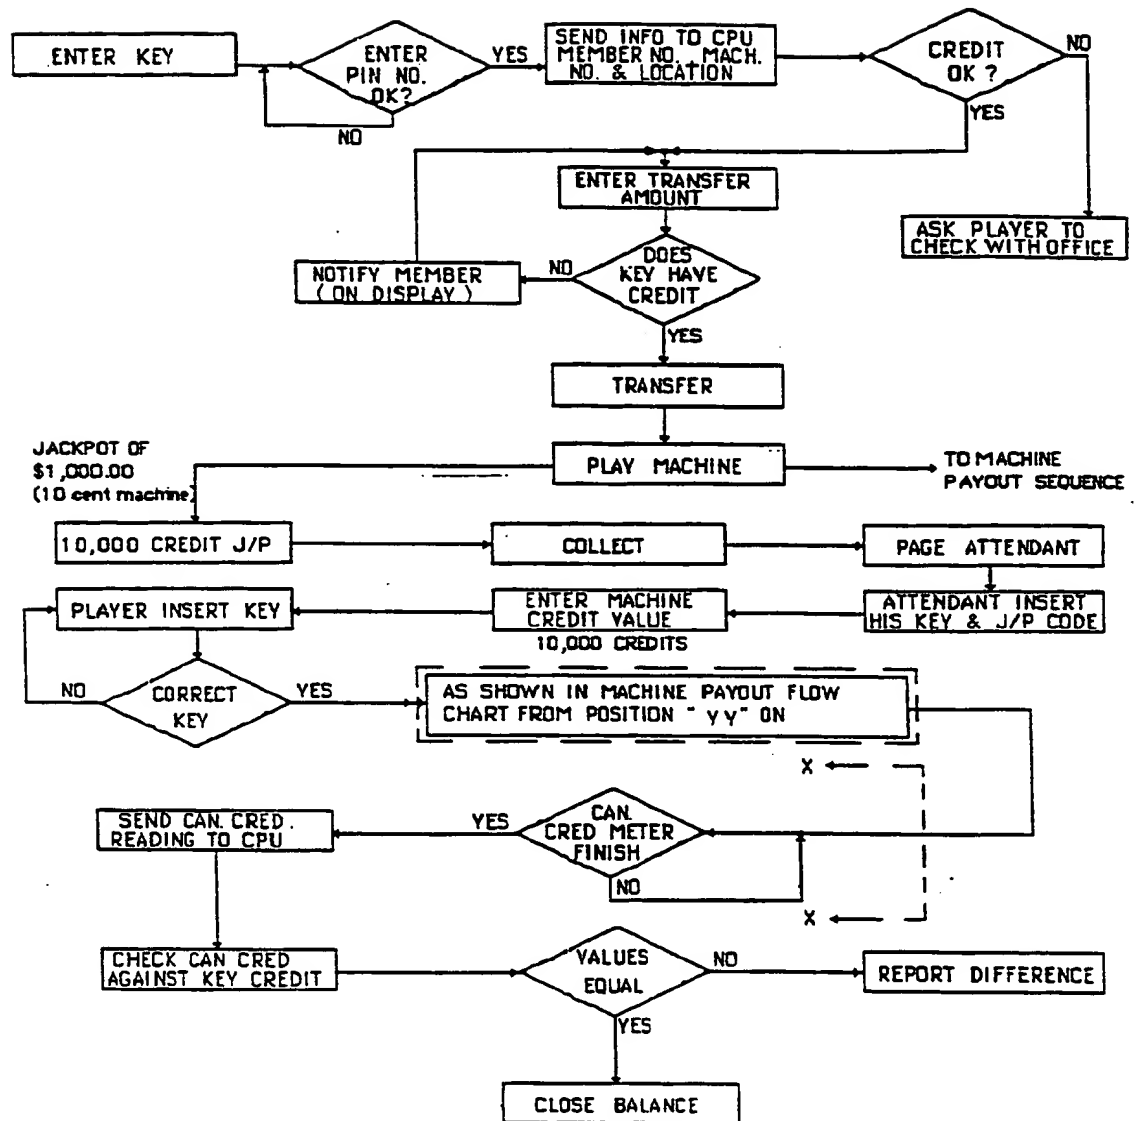 ENTER KEY
ENTER
PIN NO.
OK?
YES
NO
SEND INFO TO CPU
MEMBER NO. MACH.
NO. & LOCATION
CREDIT
OK ?
NO
YES
ENTER TRANSFER
AMOUNT
ASK PLAYER TO
CHECK WITH OFFICE
DOES
KEY HAVE
CREDIT
NO
NOTIFY MEMBER
( ON DISPLAY )
YES
TRANSFER
PLAY MACHINE
TO MACHINE
PAYOUT SEQUENCE
JACKPOT OF
$1,000.00
(10 cent machine)
10,000 CREDIT J/P
COLLECT
PAGE ATTENDANT
ATTENDANT INSERT
HIS KEY & J/P CODE
ENTER MACHINE
CREDIT VALUE
10,000 CREDITS
PLAYER INSERT KEY
CORRECT
KEY
NO
YES
AS SHOWN IN MACHINE PAYOUT FLOW
CHART FROM POSITION " YY" ON
X
CAN.
CRED METER
FINISH
YES
NO
X
SEND CAN. CRED.
READING TO CPU
CHECK CAN CRED
AGAINST KEY CREDIT
VALUES
EQUAL
NO
REPORT DIFFERENCE
YES
CLOSE BALANCE